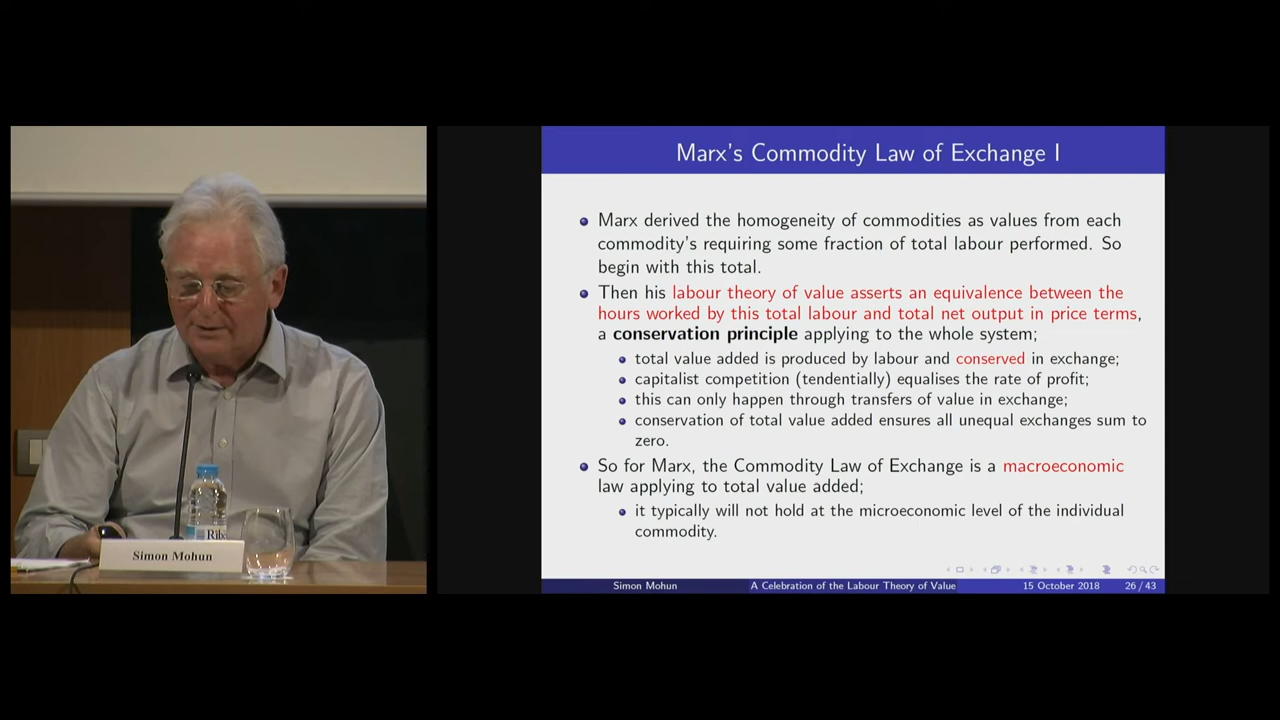 Marx's Commodity Law of Exchange I
Marx derived the homogeneity of commodities as values from each
commodity's requiring some fraction of total labour performed. So
begin with this total.
Then his labour theory of value asserts an equivalence between the
hours worked by this total labour and total net output in price terms,
a conservation principle applying to the whole system;
total value added is produced by labour and conserved in exchange;
capitalist competition (tendentially) equalises the rate of profit;
this can only happen through transfers of value in exchange;
conservation of total value added ensures all unequal exchanges sum to
zero.
So for Marx, the Commodity Law of Exchange is a macroeconomic
law applying to total value added;
it typically will not hold at the microeconomic level of the individual
commodity.
Simon Mohun
A Celebration of the Labour Theory of Value
15 October 2018
26 / 43
Simon Mohun